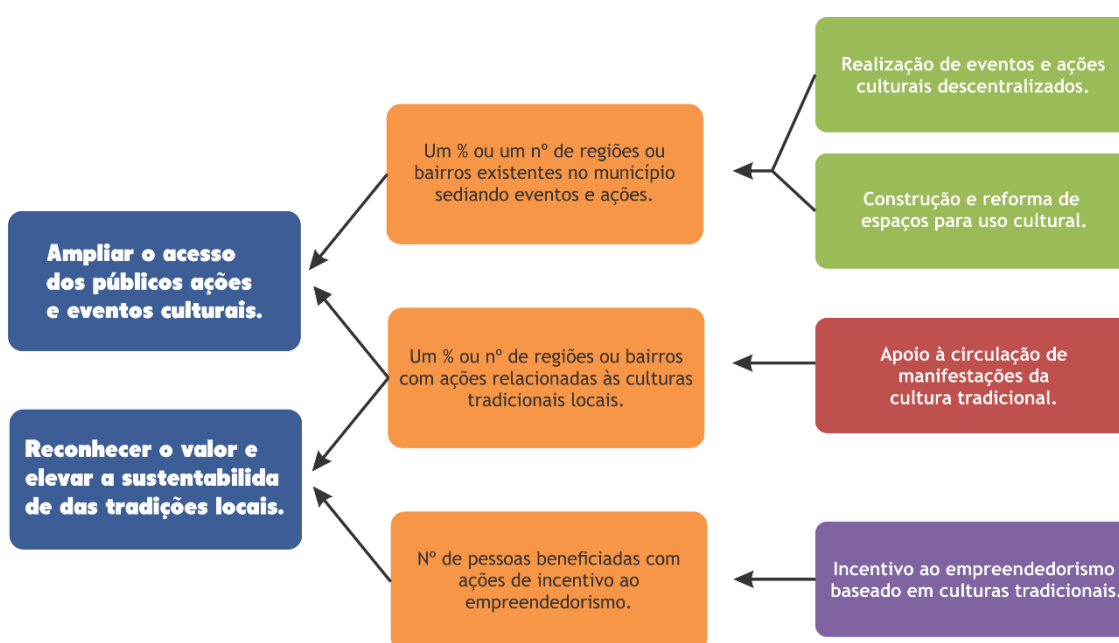 Ampliar o acesso
dos públicos ações
e eventos culturais.
Reconhecer o valor e
elevar a sustentabilida
de das tradições locais.
Um % ou um nº de regiões ou
bairros existentes no município
sediando eventos e ações.
Um % ou nº de regiões ou bairros
com ações relacionadas às culturas
tradicionais locais.
Nº de pessoas beneficiadas com
ações de incentivo ao
empreendedorismo.
Realização de eventos e ações
culturais descentralizados.
Construção e reforma de
espaços para uso cultural.
Apoio à circulação de
manifestações da
cultura tradicional.
Incentivo ao empreendedorismo
baseado em culturas tradicionais.